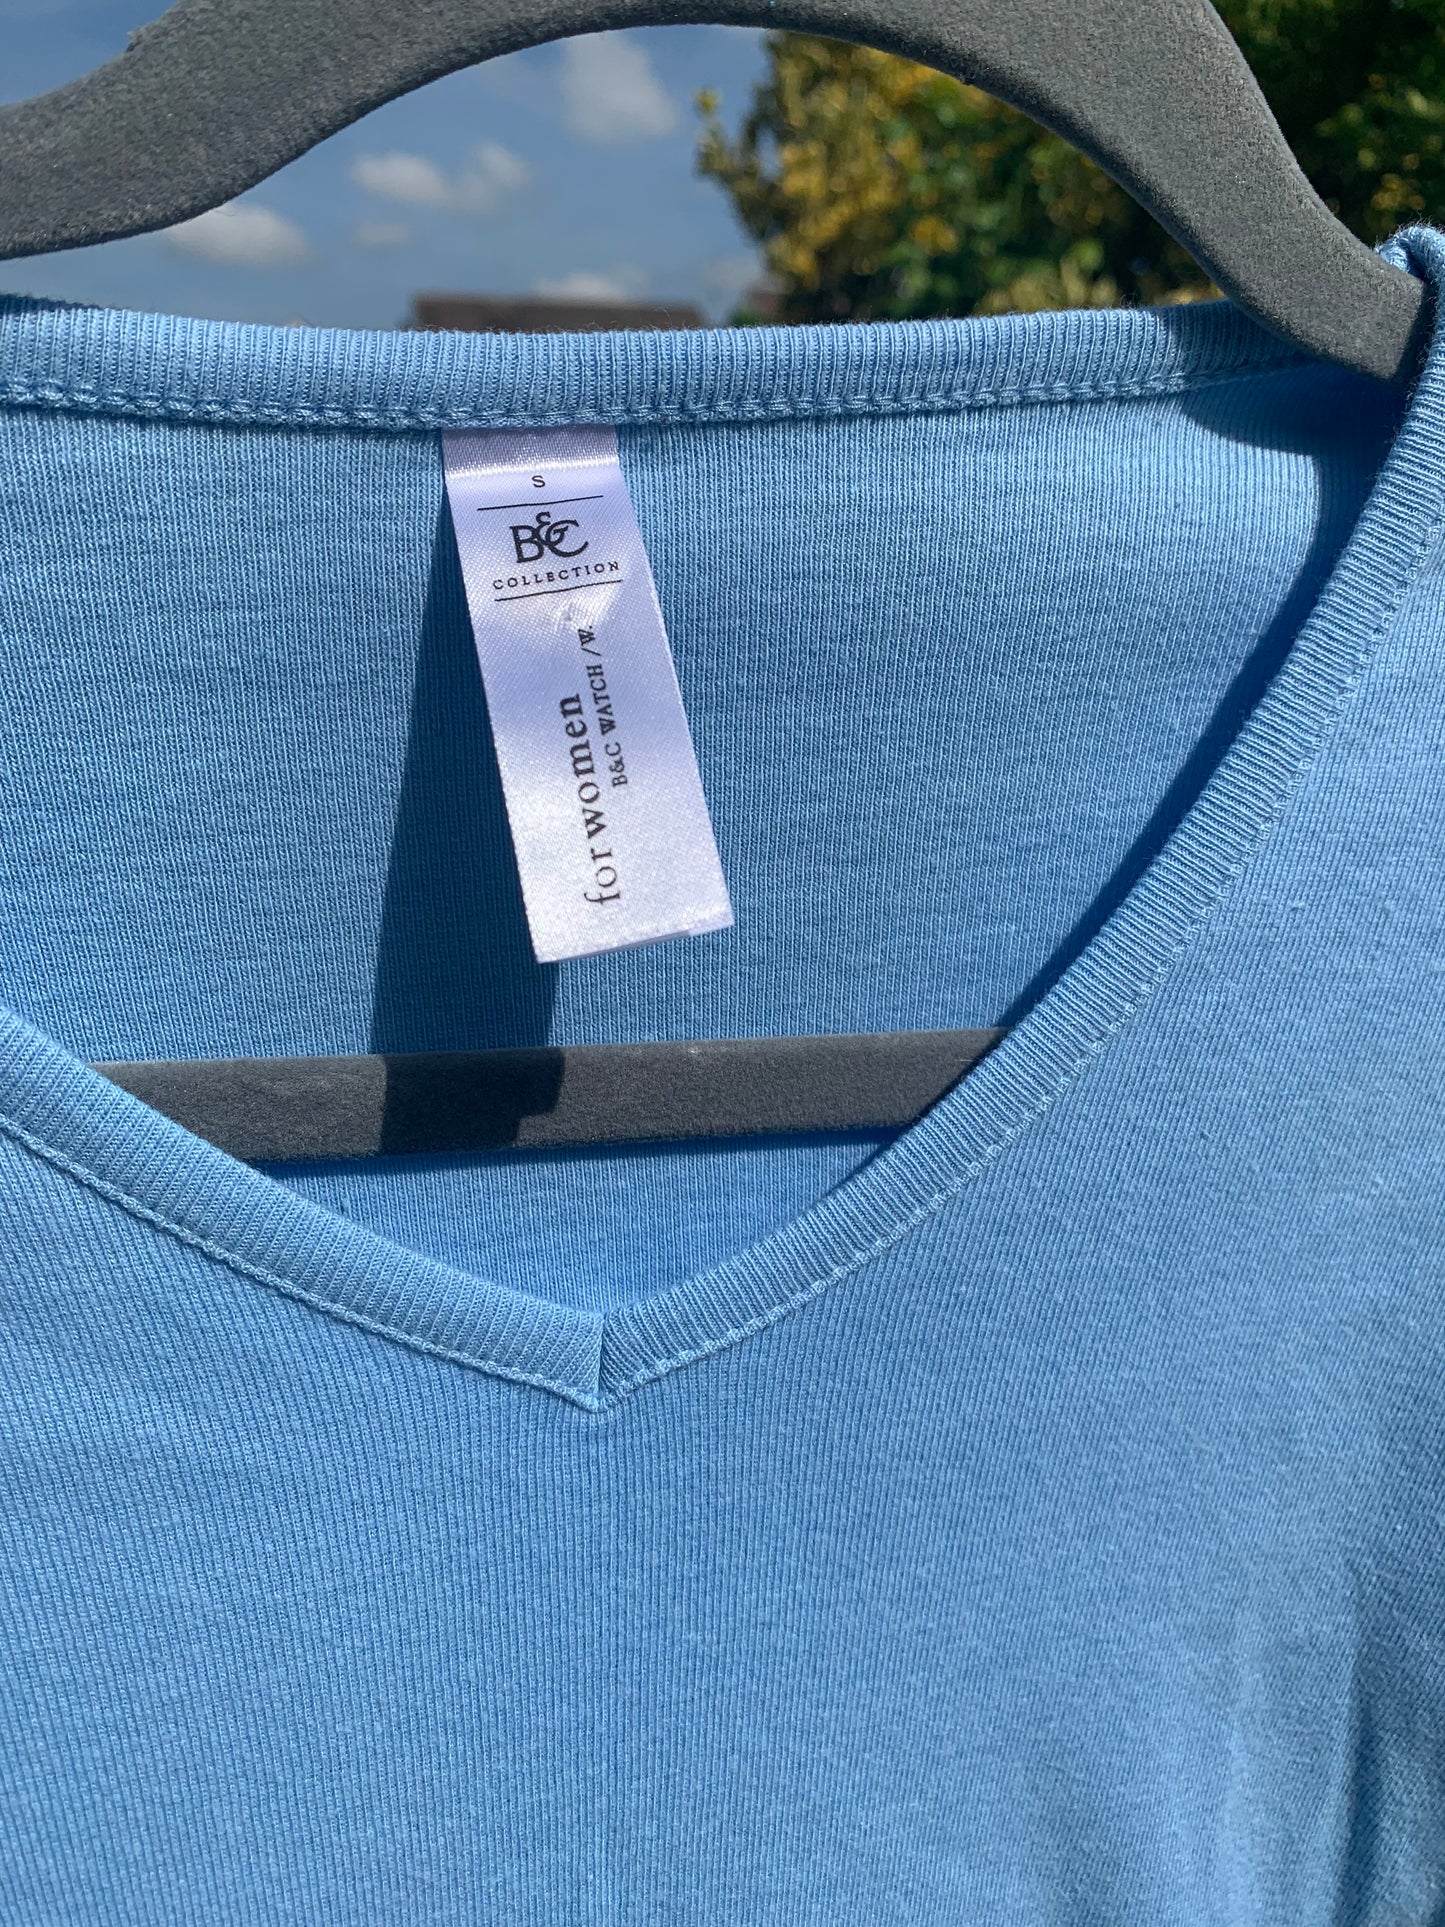 S
B&C
COLLECTION
for women
B&C WATCH /W.